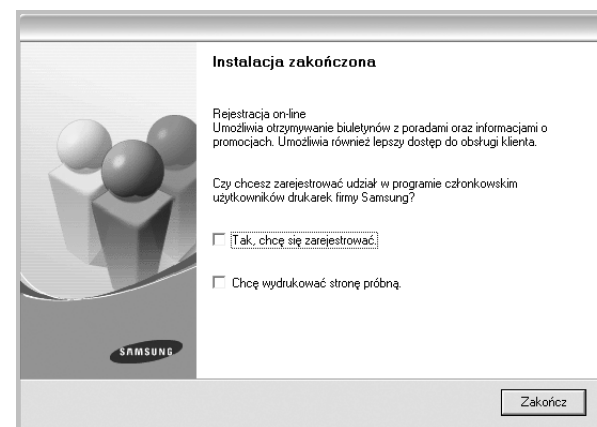 Instalacja zakończona
Rejestracja on-line
Umożliwia otrzymywanie biuletynów z poradami oraz informacjami o
promocjach. Umożliwia również lepszy dostęp do obsługi klienta.
Czy chcesz zarejestrować udział w programie członkowskim
użytkowników drukarek firmy Samsung?
Tak, chcę się zarejestrować.
Chcę wydrukować stronę próbną.
SAMSUNG
Zakończ